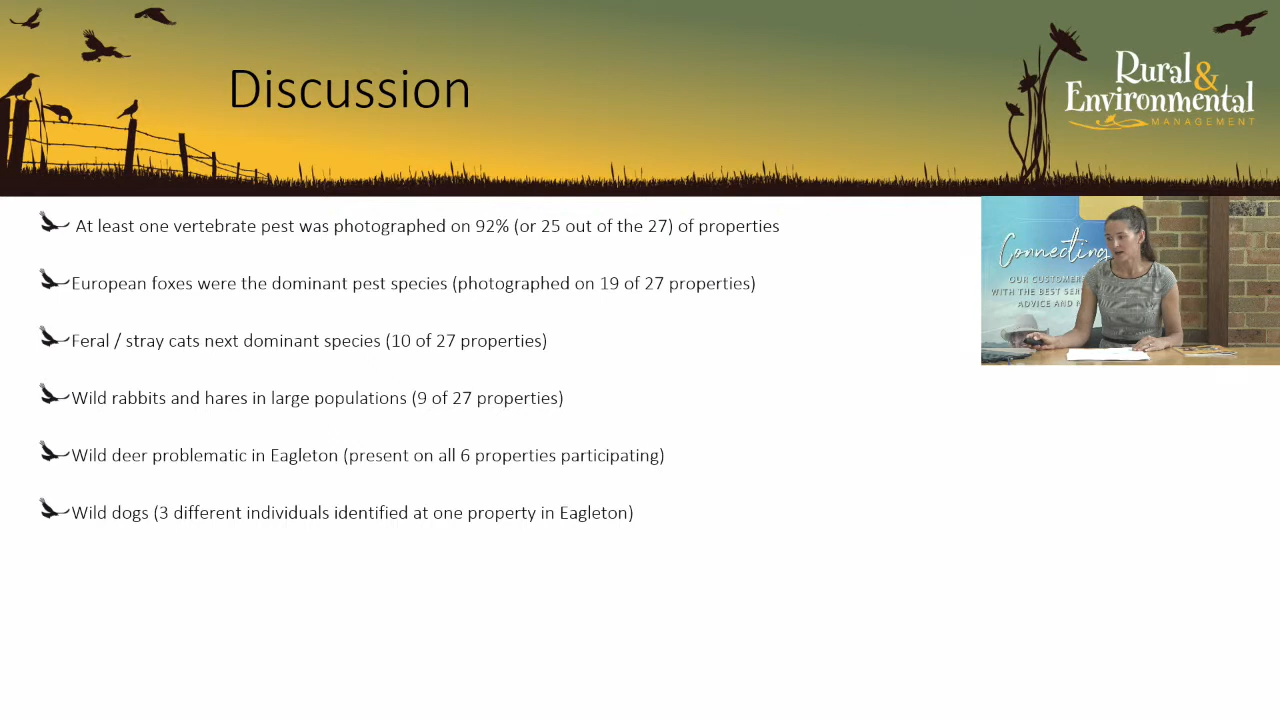 Discussion
Rural &
Environmental
MANAGEMENT
At least one vertebrate pest was photographed on 92% (or 25 out of the 27) of properties
European foxes were the dominant pest species (photographed on 19 of 27 properties)
Feral / stray cats next dominant species (10 of 27 properties)
Wild rabbits and hares in large populations (9 of 27 properties)
Wild deer problematic in Eagleton (present on all 6 properties participating)
Wild dogs (3 different individuals identified at one property in Eagleton)
Connecting
OUR CUSTOMERS
WITH THE BEST
ADVICE AND